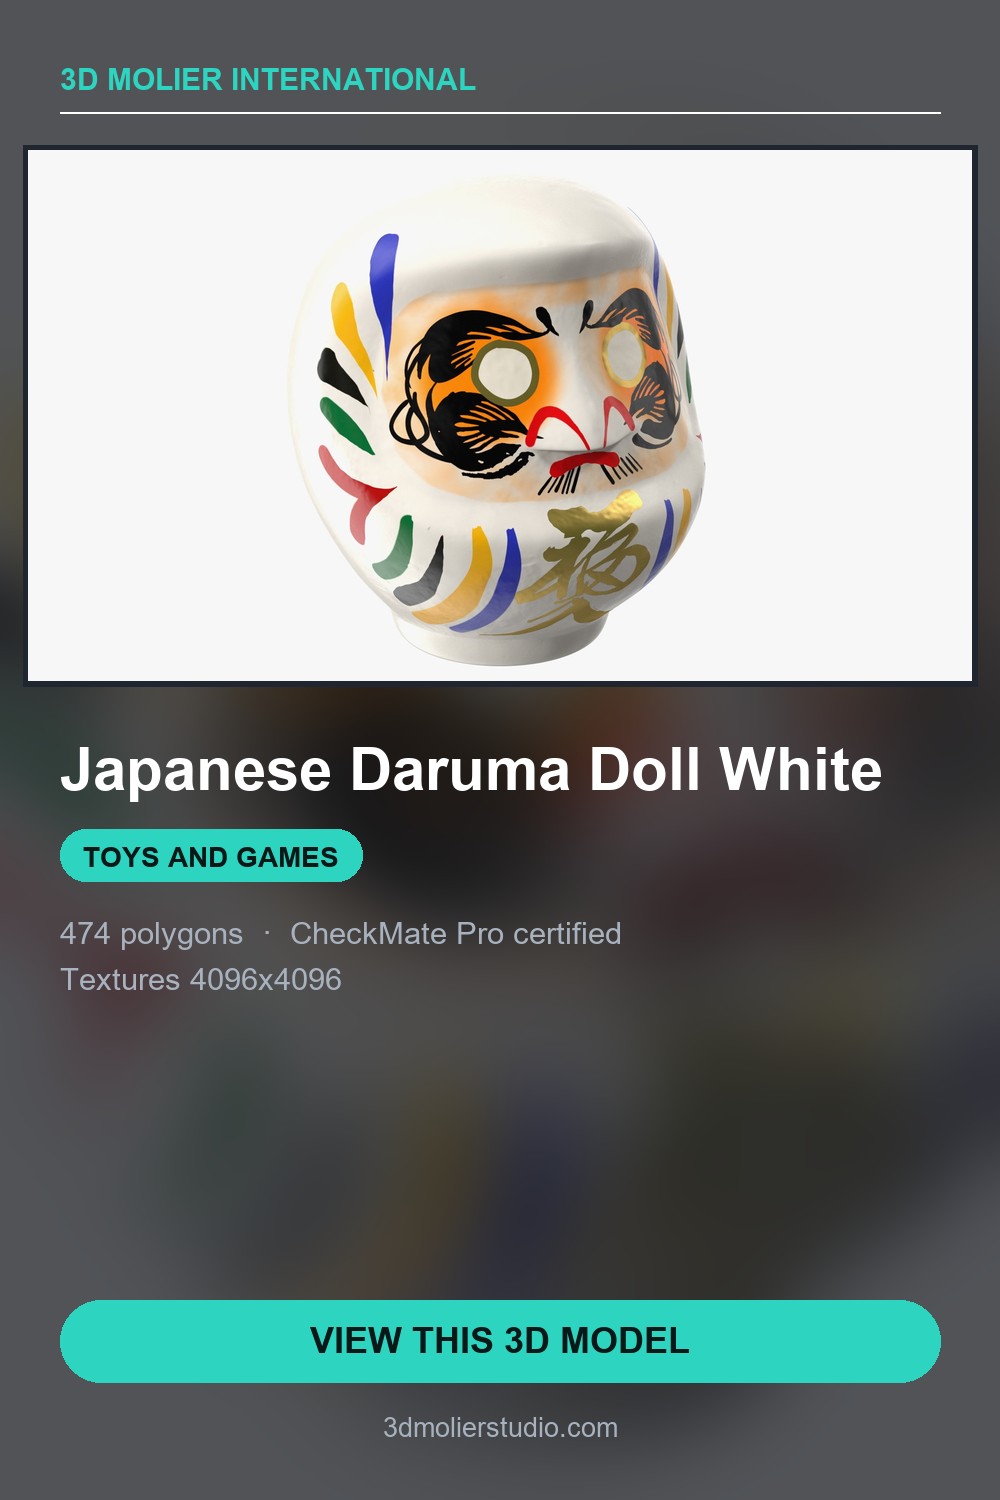 3D MOLIER INTERNATIONAL
福
Japanese Daruma Doll White
TOYS AND GAMES
474 polygons · CheckMate Pro certified
Textures 4096x4096
VIEW THIS 3D MODEL
3dmolierstudio.com